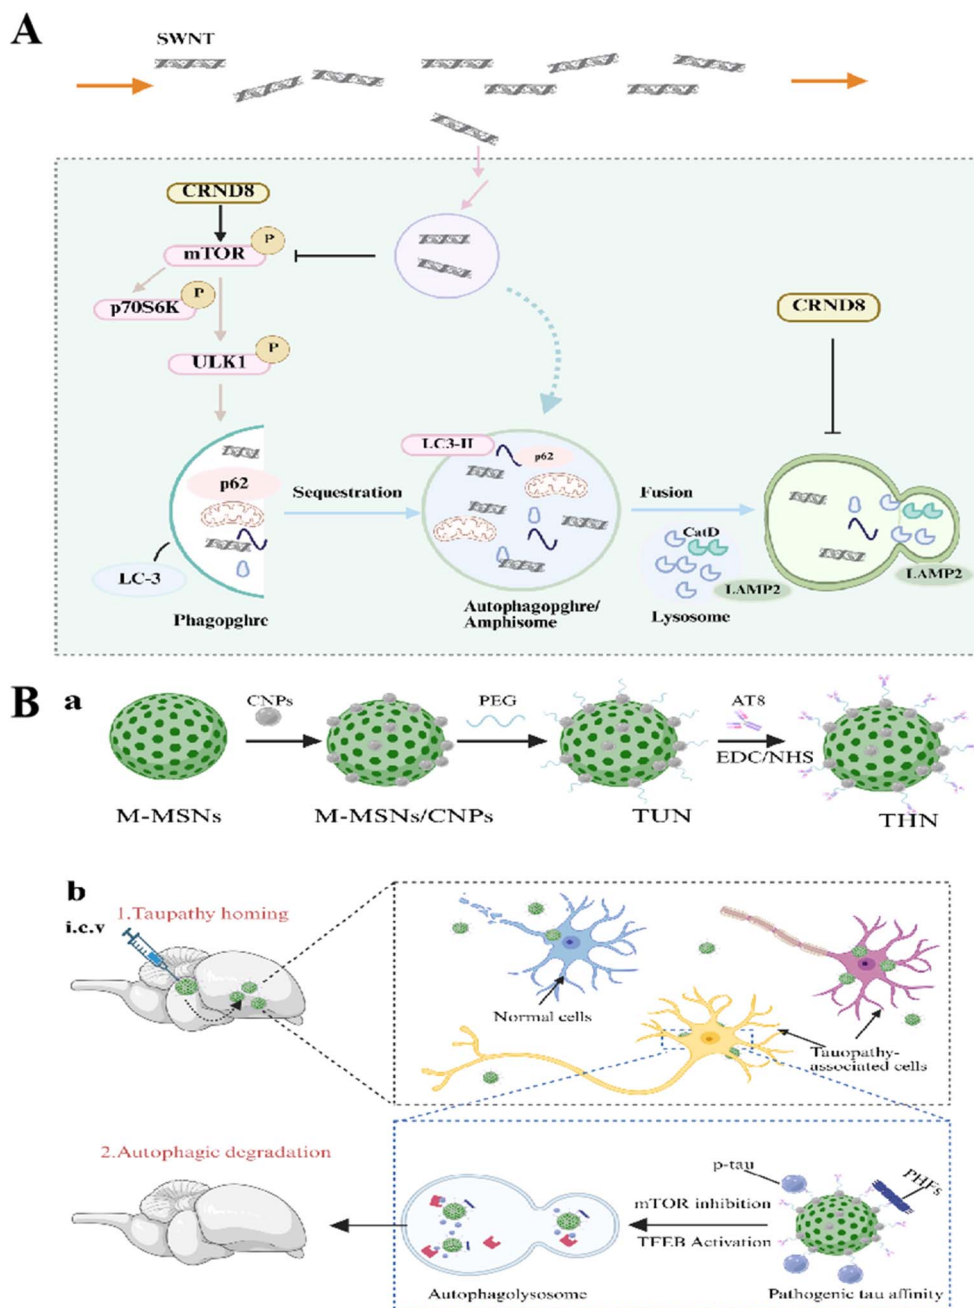 A
SWNT
CRND8
mTOR
P
p70S6K
P
ULK1
P
CRND8
LC3-II
p62
p62
Sequestration
Fusion
CatD
LC-3
LAMP2
LAMP2
Phagopghre
Autophagopghre/
Amphisome
Lysosome
B
a
CNPs
PEG
AT8
EDC/NHS
M-MSNs
M-MSNs/CNPs
TUN
THN
b
1.Taupathy homing
i.c.v
Normal cells
Tauopathy-
associated cells
2.Autophagic degradation
p-tau
PHFs
mTOR inhibition
TFEB Activation
Autophagolysosome
Pathogenic tau affinity